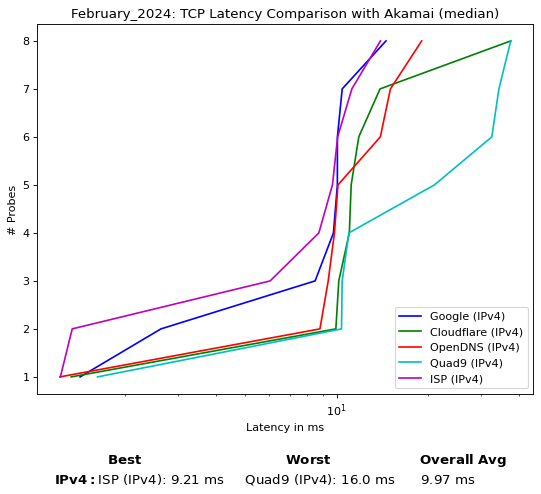 February_2024: TCP Latency Comparison with Akamai (median)
8
7
6
5
4
3
2
1
# Probes
Google (IPv4)
Cloudflare (IPv4)
OpenDNS (IPv4)
Quad9 (IPv4)
ISP (IPv4)
10^1
Latency in ms
Best Worst Overall Avg
IPv4: ISP (IPv4): 9.21 ms Quad9 (IPv4): 16.0 ms 9.97 ms